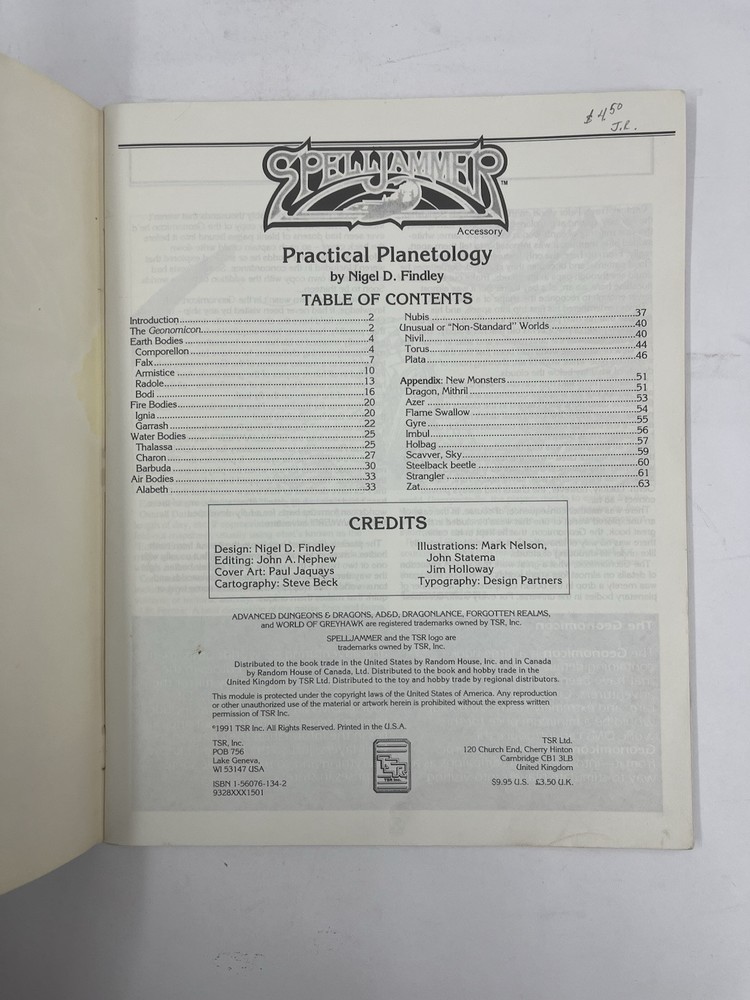 $4.50
J.L.
SPELLJAMMER™
Accessory
Practical Planetology
by Nigel D. Findley
TABLE OF CONTENTS
Introduction..........2
The Geonomicon..........2
Earth Bodies..........4
Comporellon..........4
Falx..........7
Armistice..........10
Radole..........13
Bodi..........16
Fire Bodies..........20
Ignia..........20
Garrash..........22
Water Bodies..........25
Thalassa..........25
Charon..........27
Barbuda..........30
Air Bodies..........33
Alabeth..........33
Nubis..........37
Unusual or "Non-Standard" Worlds..........40
Nivil..........40
Torus..........44
Plata..........46
Appendix: New Monsters..........51
Dragon, Mithril..........51
Azer..........53
Flame Swallow..........54
Gyre..........55
Imbul..........56
Holbag..........57
Scavver, Sky..........59
Steelback beetle..........60
Strangler..........61
Zat..........63
CREDITS
Design: Nigel D. Findley
Editing: John A. Nephew
Cover Art: Paul Jaquays
Cartography: Steve Beck
Illustrations: Mark Nelson,
John Statema
Jim Holloway
Typography: Design Partners
ADVANCED DUNGEONS & DRAGONS, AD&D, DRAGONLANCE, FORGOTTEN REALMS,
and WORLD OF GREYHAWK are registered trademarks owned by TSR, Inc.
SPELLJAMMER and the TSR logo are
trademarks owned by TSR, Inc.
Distributed to the book trade in the United States by Random House, Inc. and in Canada
by Random House of Canada, Ltd. Distributed to the book and hobby trade in the
United Kingdom by TSR Ltd. Distributed to the toy and hobby trade by regional distributors.
This module is protected under the copyright laws of the United States of America. Any reproduction
or other unauthorized use of the material or artwork herein is prohibited without the express written
permission of TSR Inc.
©1991 TSR Inc. All Rights Reserved. Printed in the U.S.A.
TSR, Inc.
POB 756
Lake Geneva,
WI 53147 USA
ISBN 1-56076-134-2
9328XXX1501
TSR
TSR Inc.
TSR Ltd.
120 Church End, Cherry Hinton
Cambridge CB1 3LB
United Kingdom
$9.95 U.S. £3.50 U.K.